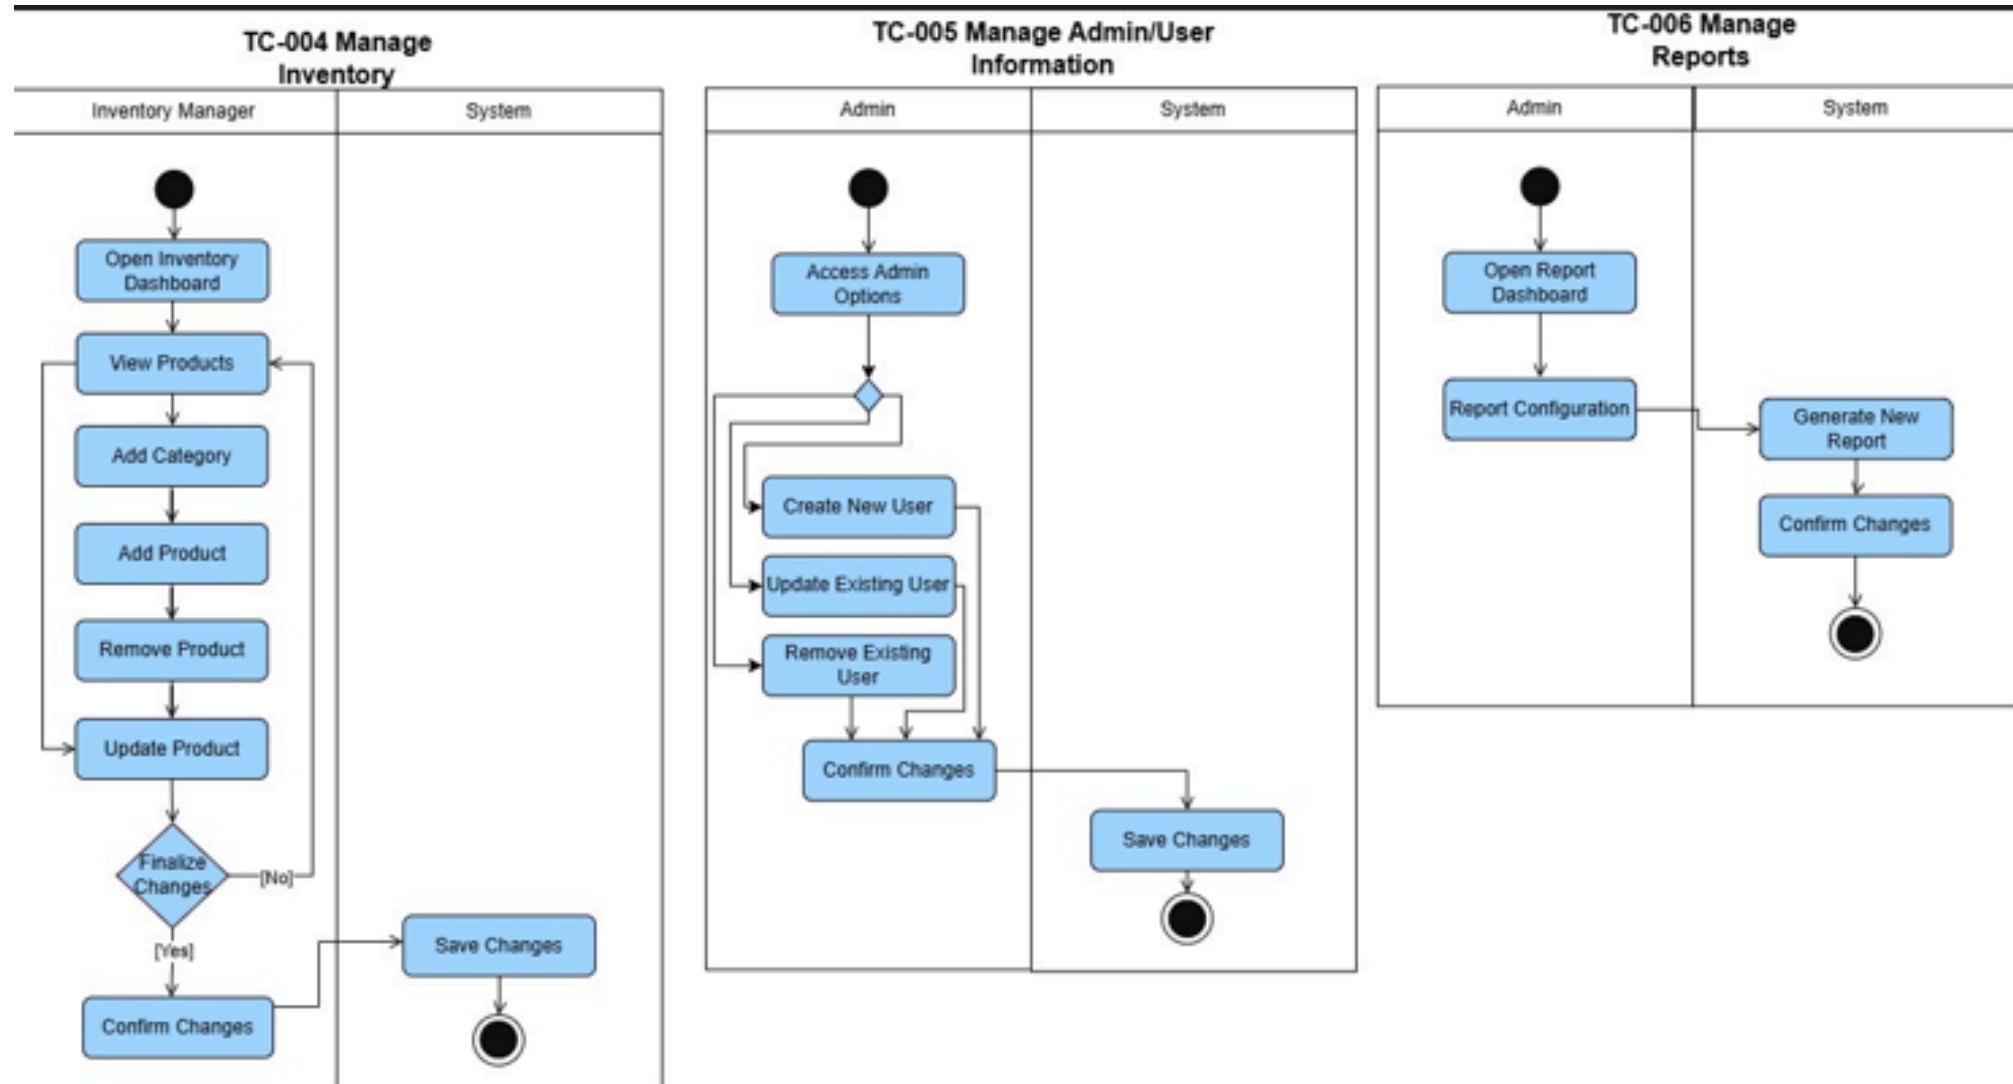 TC-004 Manage
Inventory
Inventory Manager
System
Open Inventory
Dashboard
View Products
Add Category
Add Product
Remove Product
Update Product
Finalize
Changes
[No]
[Yes]
Confirm Changes
Save Changes
TC-005 Manage Admin/User
Information
Admin
System
Access Admin
Options
Create New User
Update Existing User
Remove Existing
User
Confirm Changes
Save Changes
TC-006 Manage
Reports
Admin
System
Open Report
Dashboard
Report Configuration
Generate New
Report
Confirm Changes